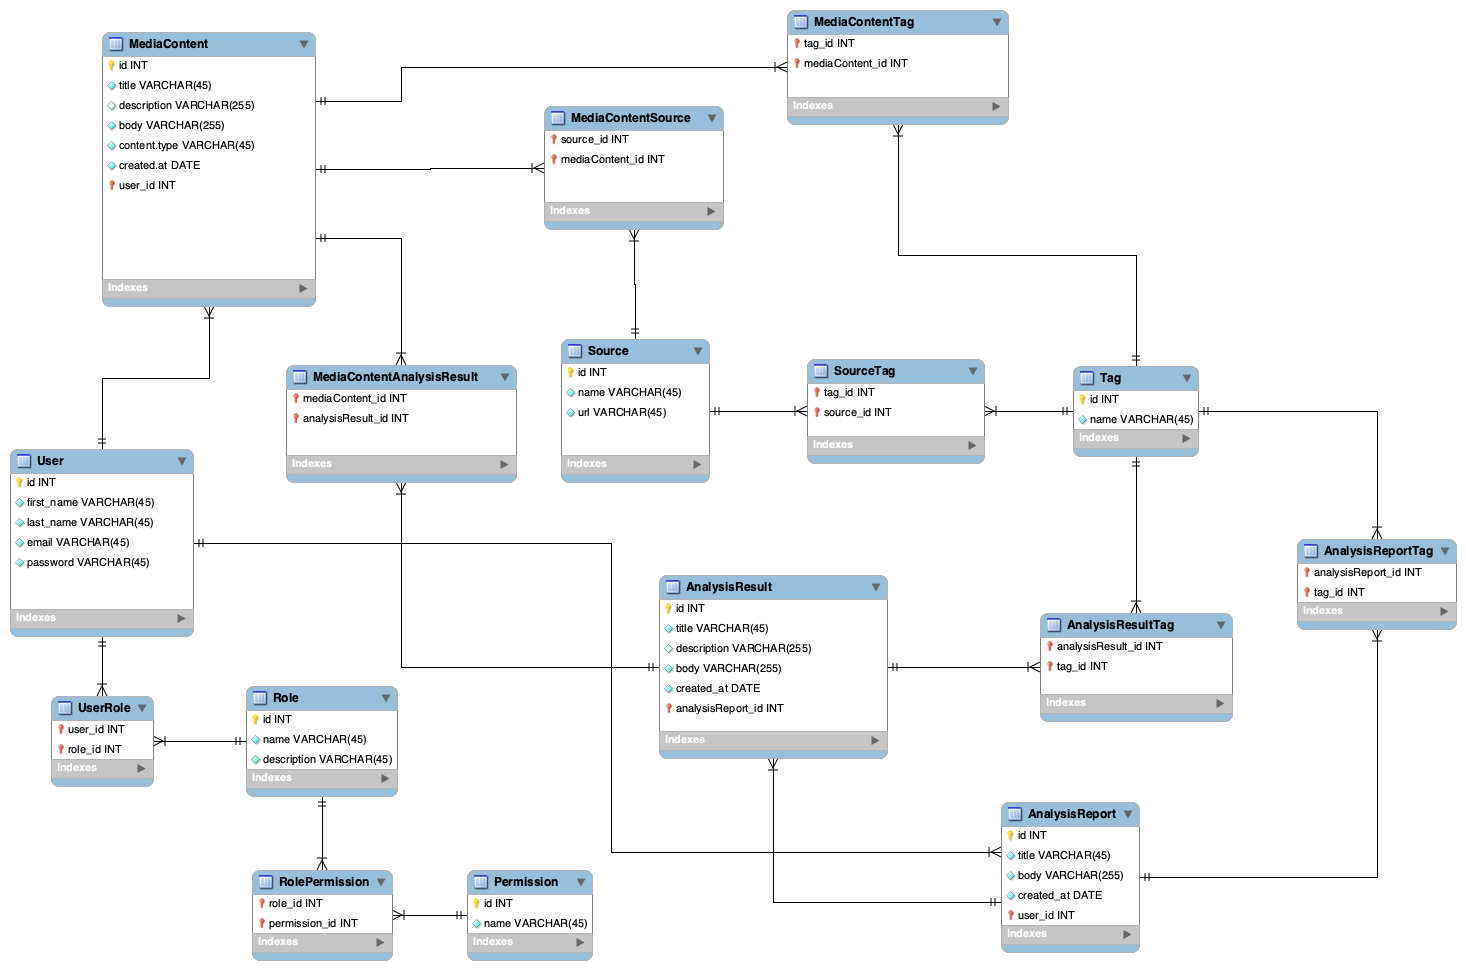 MediaContent
id INT
title VARCHAR(45)
description VARCHAR(255)
body VARCHAR(255)
content.type VARCHAR(45)
created.at DATE
user_id INT
Indexes
MediaContentTag
tag_id INT
mediaContent_id INT
Indexes
MediaContentSource
source_id INT
mediaContent_id INT
Indexes
MediaContentAnalysisResult
mediaContent_id INT
analysisResult_id INT
Indexes
Source
id INT
name VARCHAR(45)
url VARCHAR(45)
Indexes
SourceTag
tag_id INT
source_id INT
Indexes
Tag
id INT
name VARCHAR(45)
Indexes
User
id INT
first_name VARCHAR(45)
last_name VARCHAR(45)
email VARCHAR(45)
password VARCHAR(45)
Indexes
AnalysisReportTag
analysisReport_id INT
tag_id INT
Indexes
AnalysisResult
id INT
title VARCHAR(45)
description VARCHAR(255)
body VARCHAR(255)
created_at DATE
analysisReport_id INT
Indexes
AnalysisResultTag
analysisResult_id INT
tag_id INT
Indexes
UserRole
user_id INT
role_id INT
Indexes
Role
id INT
name VARCHAR(45)
description VARCHAR(45)
Indexes
AnalysisReport
id INT
title VARCHAR(45)
body VARCHAR(255)
created_at DATE
user_id INT
Indexes
RolePermission
role_id INT
permission_id INT
Indexes
Permission
id INT
name VARCHAR(45)
Indexes